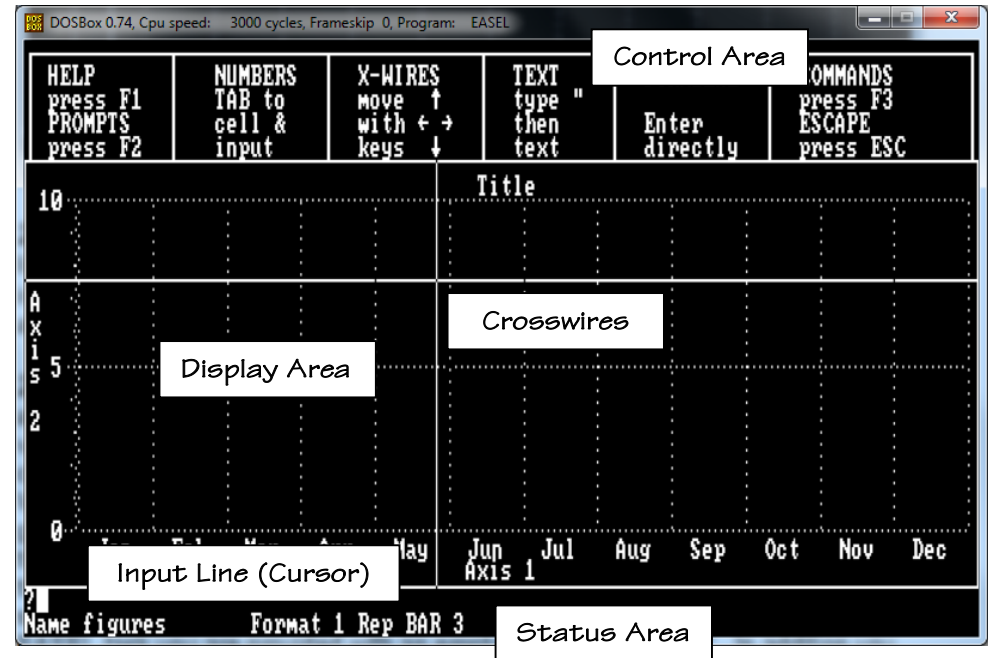 DOSBox 0.74, Cpu speed: 3000 cycles, Frameskip 0, Program: EASEL
Control Area
HELP
press F1
PROMPTS
press F2
NUMBERS
TAB to
cell &
input
X-WIRES
move ↑
with ← →
keys ↓
TEXT
type "
then
text
Enter
directly
COMMANDS
press F3
ESCAPE
press ESC
Title
10
Axis 2
5
0
Crosswires
Display Area
May Jun Jul Aug Sep Oct Nov Dec
Axis 1
Input Line (Cursor)
?
Name figures Format 1 Rep BAR 3
Status Area